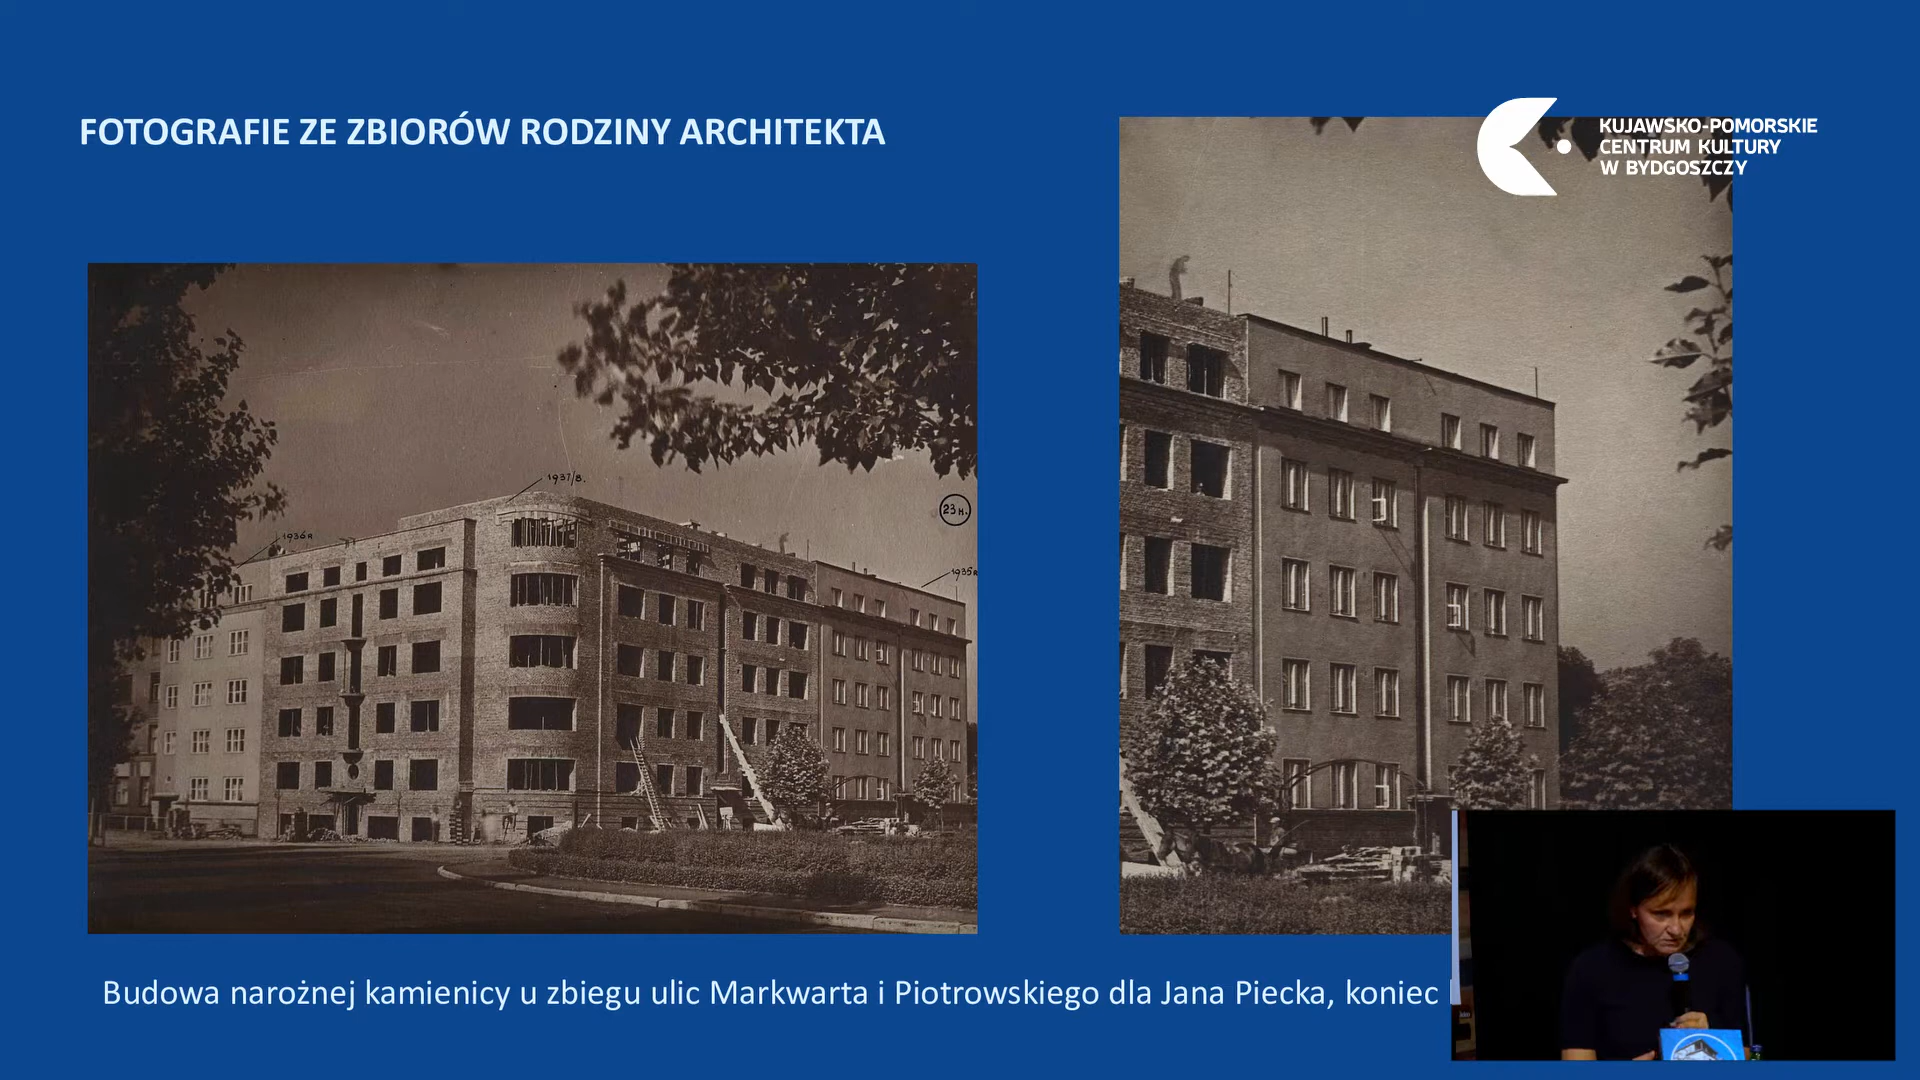 FOTOGRAFIE ZE ZBIORÓW RODZINY ARCHITEKTA
KUJAWSKO-POMORSKIE
CENTRUM KULTURY
W BYDGOSZCZY
1937/8.
1936R
23 H.
1935R
Budowa narożnej kamienicy u zbiegu ulic Markwarta i Piotrowskiego dla Jana Piecka, koniec